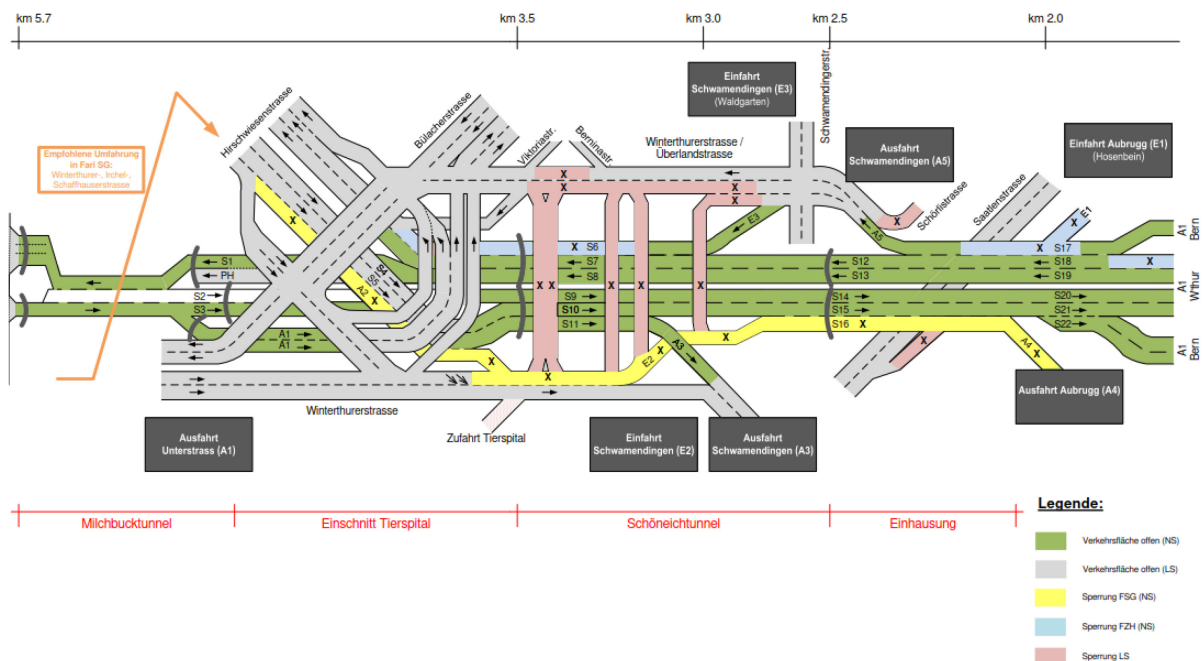 km 5.7
km 3.5
km 3.0
km 2.5
km 2.0
Hirschwiesenstrasse
Bülacherstrasse
Viktoriastr.
Berninastr.
Winterthurerstrasse /
Überlandstrasse
Einfahrt
Schwamendingen (E3)
(Waldgarten)
Schwamendingerstr.
Ausfahrt
Schwamendingen (A5)
Schörlistrasse
Saatlenstrasse
Einfahrt Aubrugg (E1)
(Hosenbein)
Empfohlene Umfahrung
in Fari SG:
Winterthurer-, Irchel-,
Schaffhauserstrasse
X
X
X
X
X
E3
A5
E1
X
A1
Bern
S1
PH
S2
S3
A2
X
X
S6
S7
S8
S9
S10
S11
X X
X
X
X
S12
S13
S14
S15
S16
X
X
S17
S18
S19
S20
S21
S22
X
A1
W'thur
A1
A1
X
X
E2
X
A3
X
X
A4
X
A1
Bern
Winterthurerstrasse
Zufahrt Tierspital
Ausfahrt
Unterstrass (A1)
Einfahrt
Schwamendingen (E2)
Ausfahrt
Schwamendingen (A3)
Ausfahrt Aubrugg (A4)
Milchbucktunnel
Einschnitt Tierspital
Schöneichtunnel
Einhausung
Legende:
Verkehrsfläche offen (NS)
Verkehrsfläche offen (LS)
Sperrung FSG (NS)
Sperrung FZH (NS)
Sperrung LS